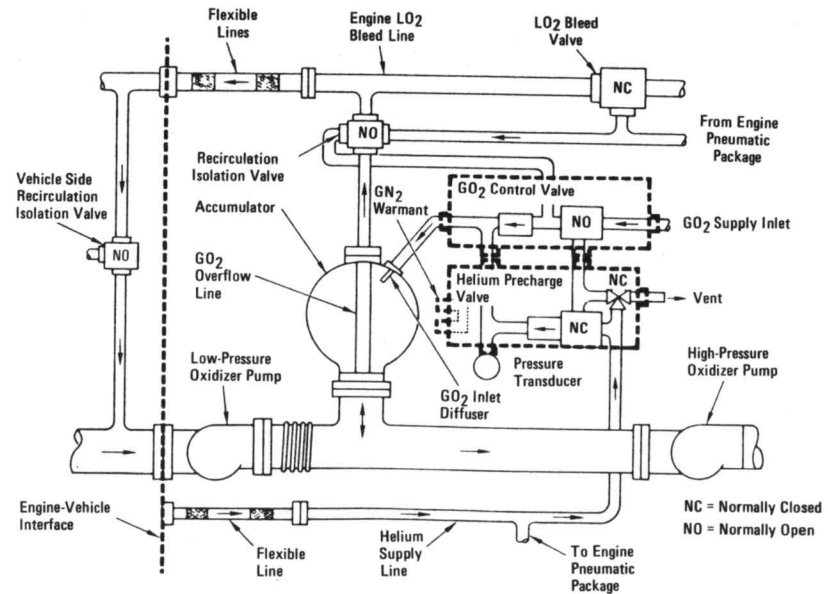 Flexible
Lines
Engine LO2
Bleed Line
LO2 Bleed
Valve
NC
From Engine
Pneumatic
Package
NO
Recirculation
Isolation Valve
Vehicle Side
Recirculation
Isolation Valve
NO
Accumulator
GN2
Warmant
GO2 Control Valve
NO
GO2 Supply Inlet
GO2
Overflow
Line
Helium Precharge
Valve
NC
NC
Vent
Low-Pressure
Oxidizer Pump
GO2 Inlet
Diffuser
Pressure
Transducer
High-Pressure
Oxidizer Pump
Engine-Vehicle
Interface
Flexible
Line
Helium
Supply
Line
To Engine
Pneumatic
Package
NC = Normally Closed
NO = Normally Open